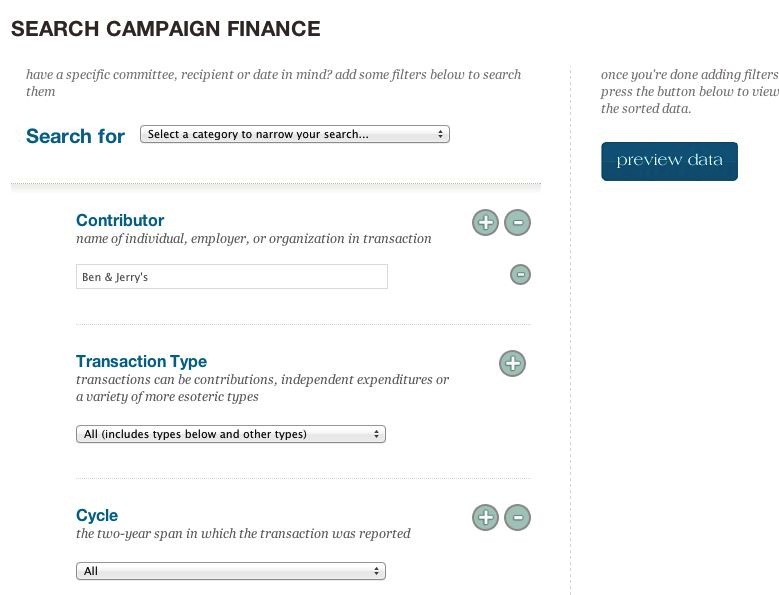 SEARCH CAMPAIGN FINANCE
have a specific committee, recipient or date in mind? add some filters below to search
them
Search for
Select a category to narrow your search...
Contributor
name of individual, employer, or organization in transaction
Ben & Jerry's
Transaction Type
transactions can be contributions, independent expenditures or
a variety of more esoteric types
All (includes types below and other types)
Cycle
the two-year span in which the transaction was reported
All
once you're done adding filters
press the button below to view
the sorted data.
preview data